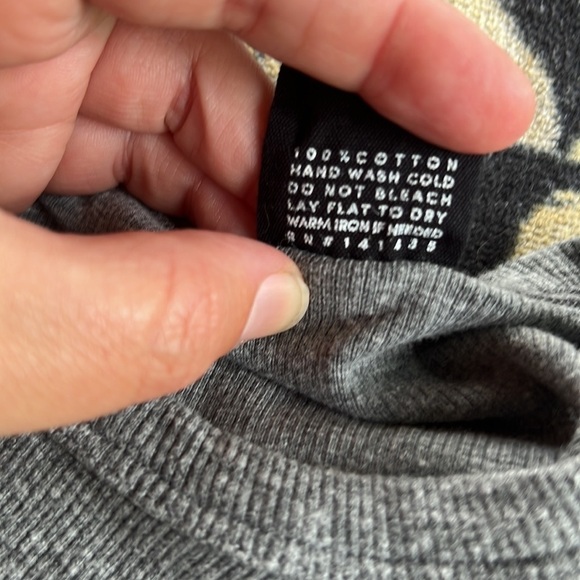 100%COTTON
HAND WASH COLD
DO NOT BLEACH
LAY FLAT TO DRY
WARM IRON IF NEEDED
RN#141435